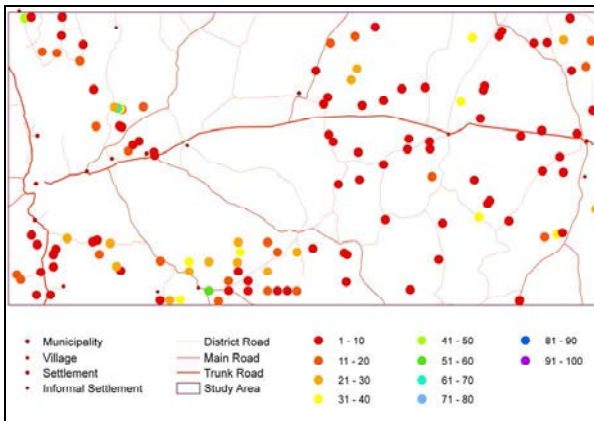 Municipality
Village
Settlement
Informal Settlement
District Road
Main Road
Trunk Road
Study Area
1 - 10
11 - 20
21 - 30
31 - 40
41 - 50
51 - 60
61 - 70
71 - 80
81 - 90
91 - 100